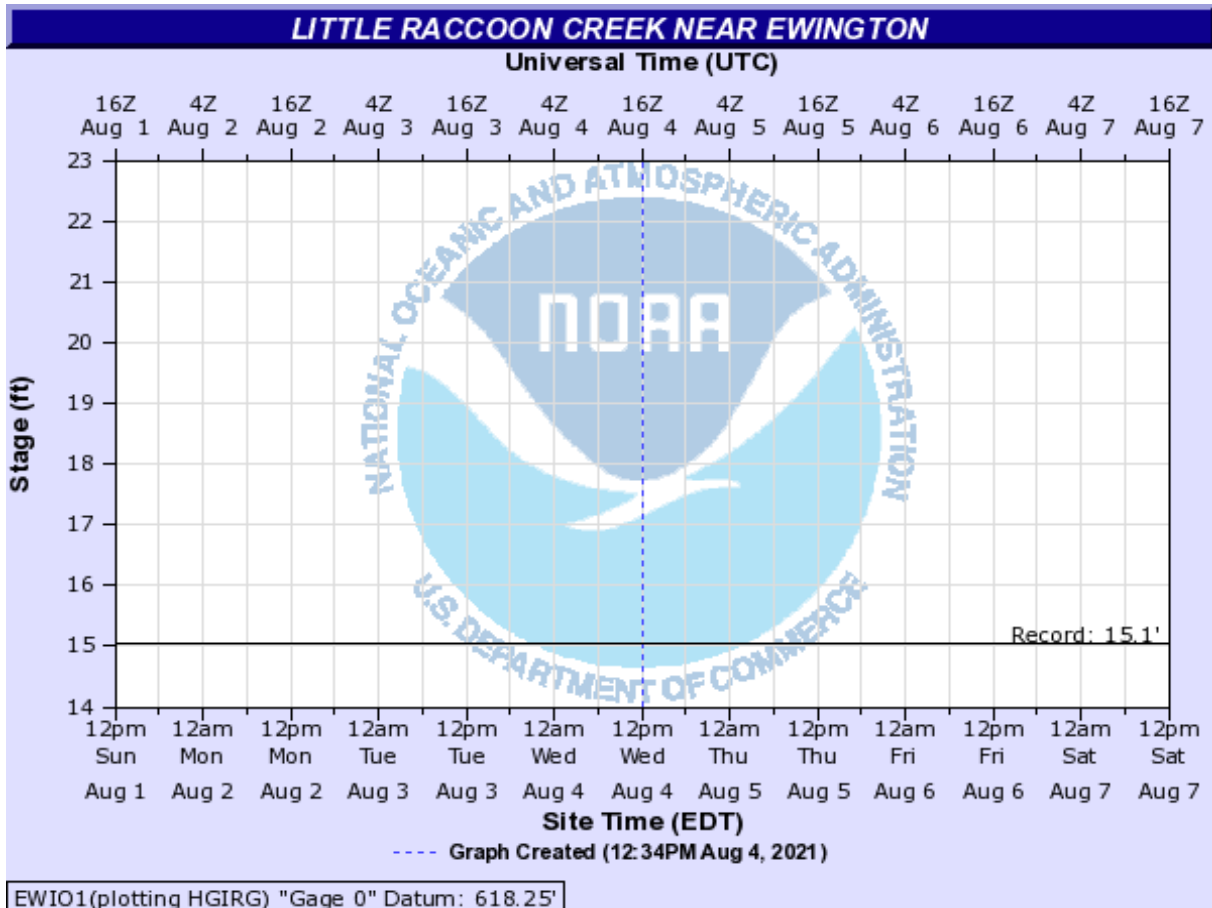 LITTLE RACCOON CREEK NEAR EWINGTON
Universal Time (UTC)
16Z 4Z 16Z 4Z 16Z 4Z 16Z 4Z 16Z 4Z 16Z 4Z 16Z
Aug 1 Aug 2 Aug 2 Aug 3 Aug 3 Aug 4 Aug 4 Aug 5 Aug 5 Aug 6 Aug 6 Aug 7 Aug 7
23
22
21
20
19
18
17
16
15
14
Stage (ft)
NATIONAL OCEANIC AND ATMOSPHERIC ADMINISTRATION
NOAA
U.S. DEPARTMENT OF COMMERCE
Record: 15.1'
12pm 12am 12pm 12am 12pm 12am 12pm 12am 12pm 12am 12pm 12am 12pm
Sun Mon Mon Tue Tue Wed Wed Thu Thu Fri Fri Sat Sat
Aug 1 Aug 2 Aug 2 Aug 3 Aug 3 Aug 4 Aug 4 Aug 5 Aug 5 Aug 6 Aug 6 Aug 7 Aug 7
Site Time (EDT)
---- Graph Created (12:34PM Aug 4, 2021)
EWIO1(plotting HGIRG) "Gage 0" Datum: 618.25'